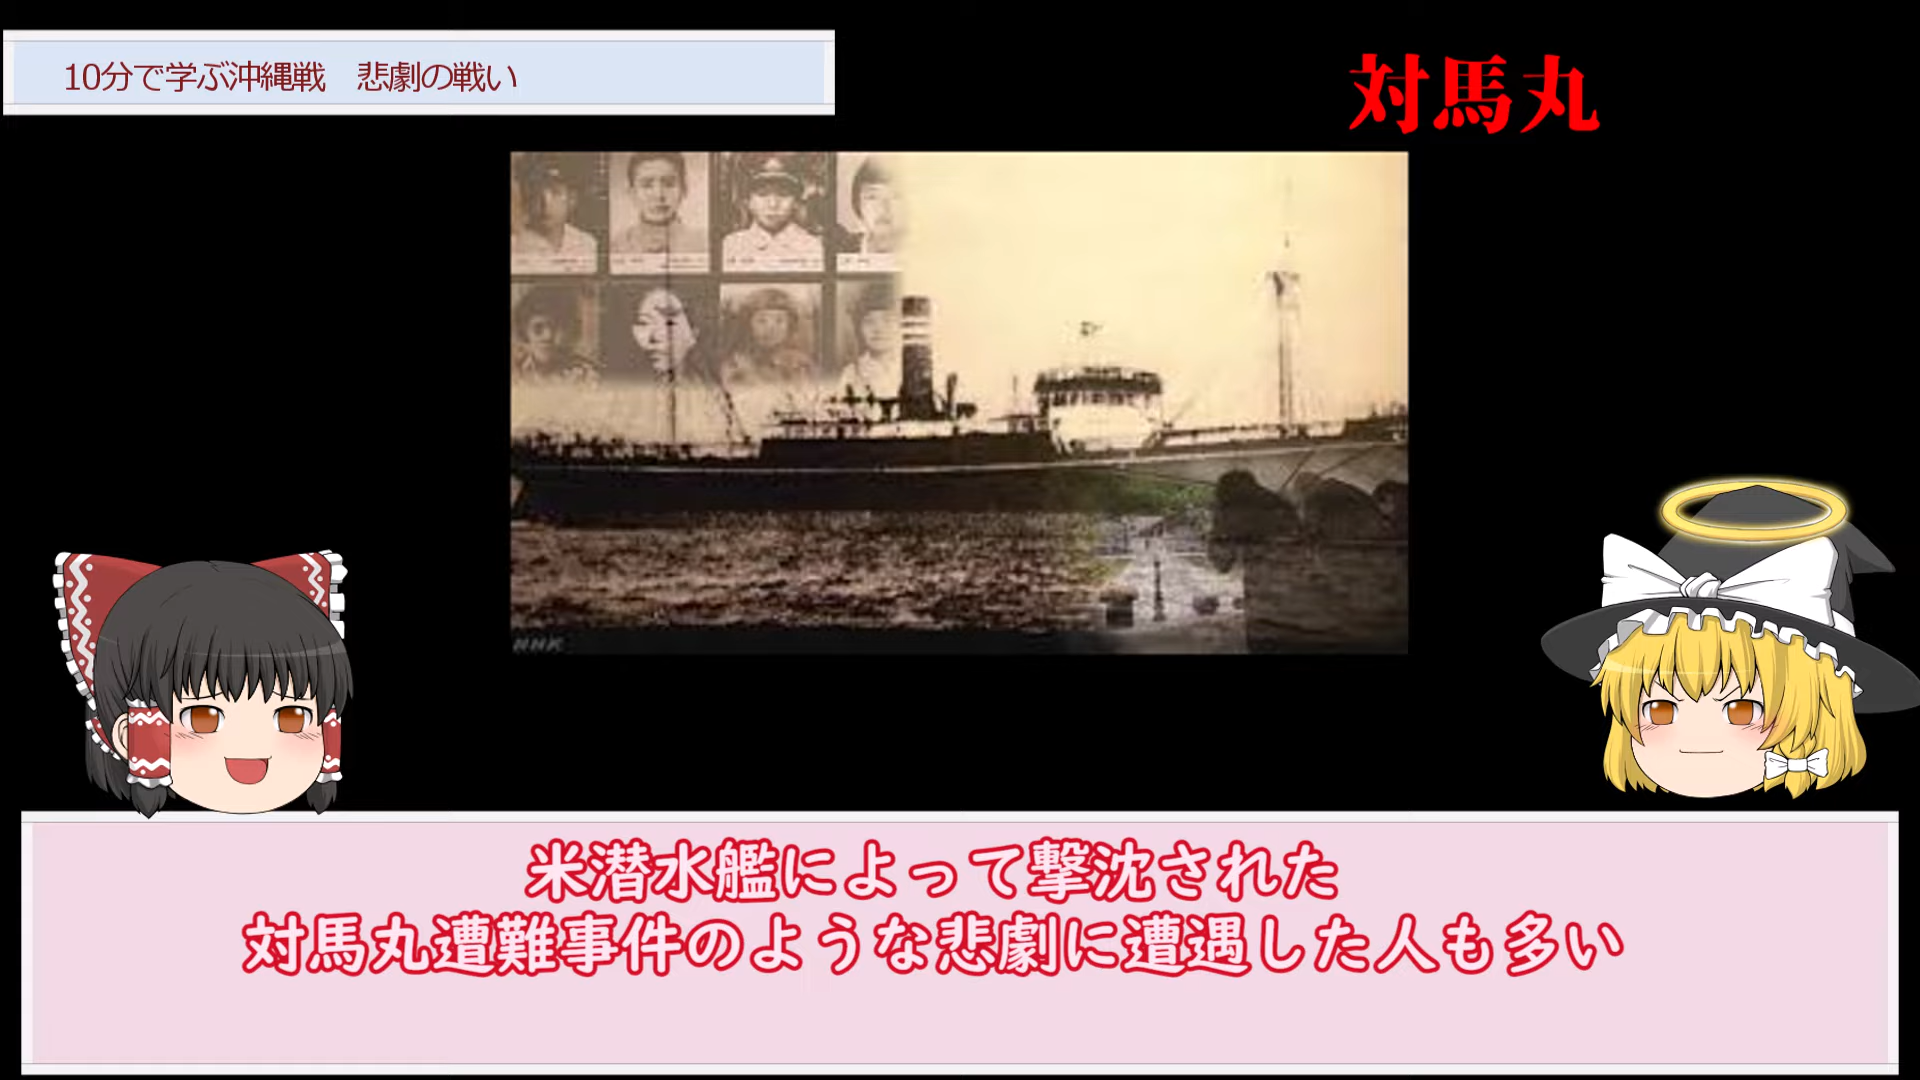 10分で学ぶ沖縄戦　悲劇の戦い
対馬丸
NHK
米潜水艦によって撃沈された
対馬丸遭難事件のような悲劇に遭遇した人も多い